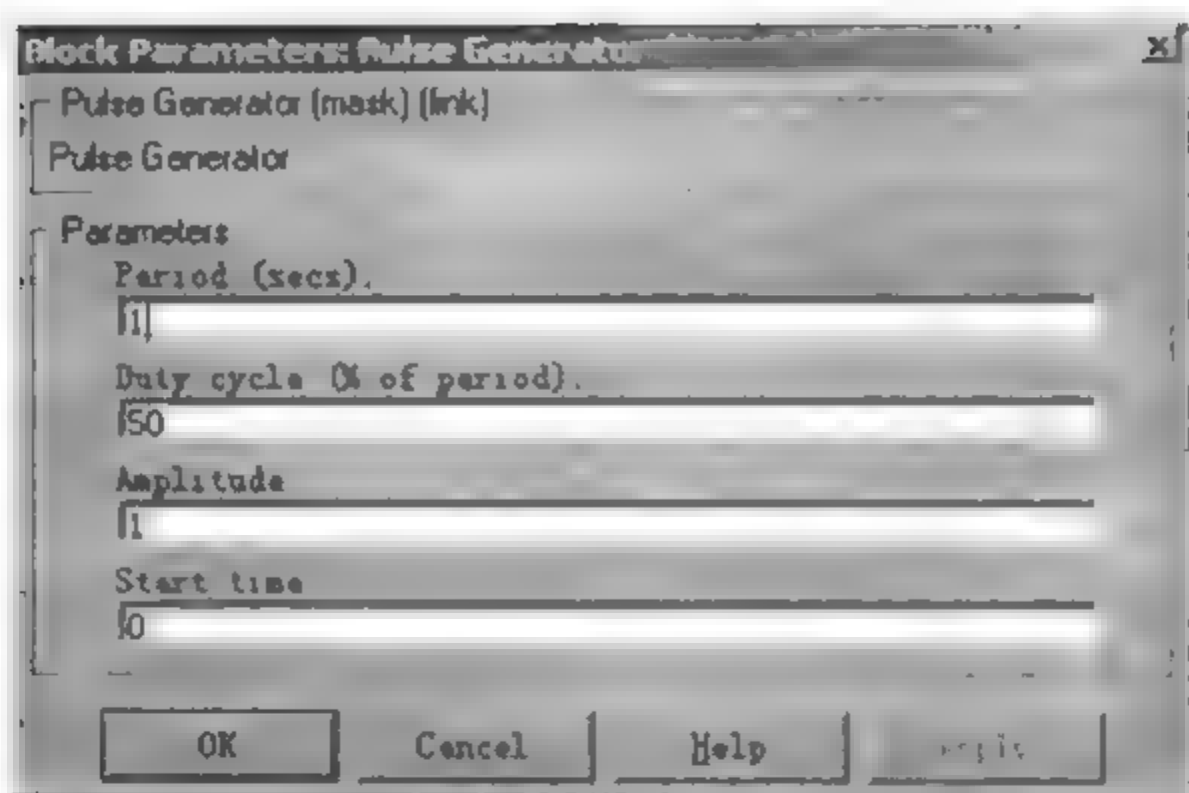 Block Parameters: Pulse Generator
Pulse Generator (mask) (link)
Pulse Generator
Parameters
Period (secs).
1
Duty cycle (% of period).
50
Amplitude
1
Start time
0
OK
Cancel
Help
Apply